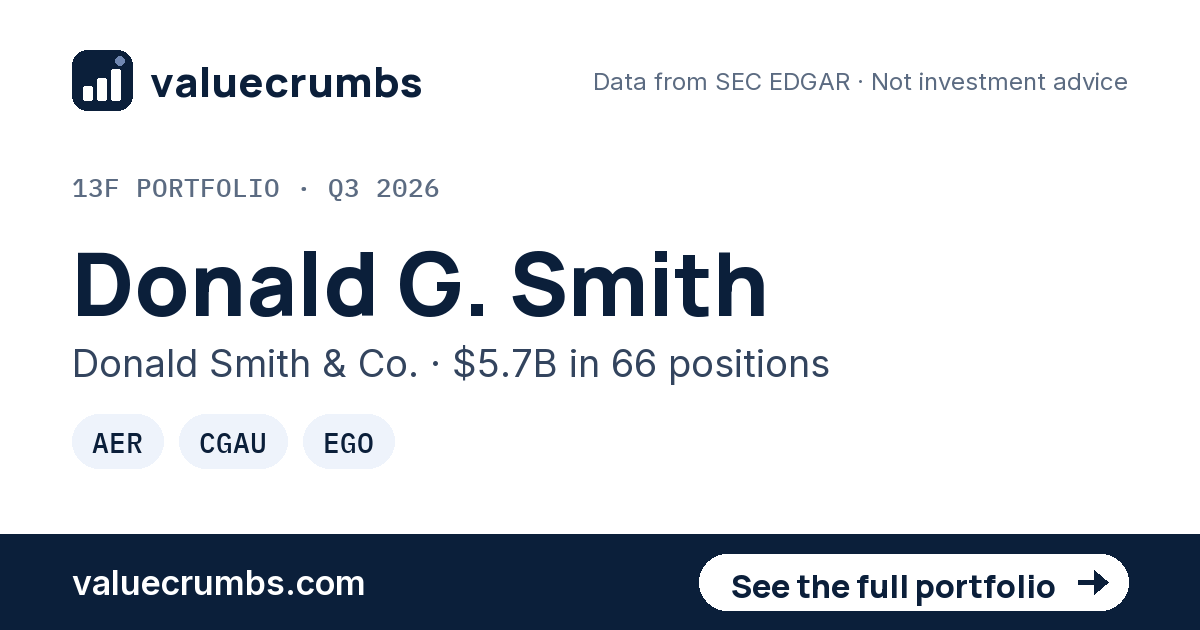 valuecrumbs
Data from SEC EDGAR · Not investment advice
13F PORTFOLIO · Q3 2026
Donald G. Smith
Donald Smith & Co. · $5.7B in 66 positions
AER CGAU EGO
valuecrumbs.com
See the full portfolio →